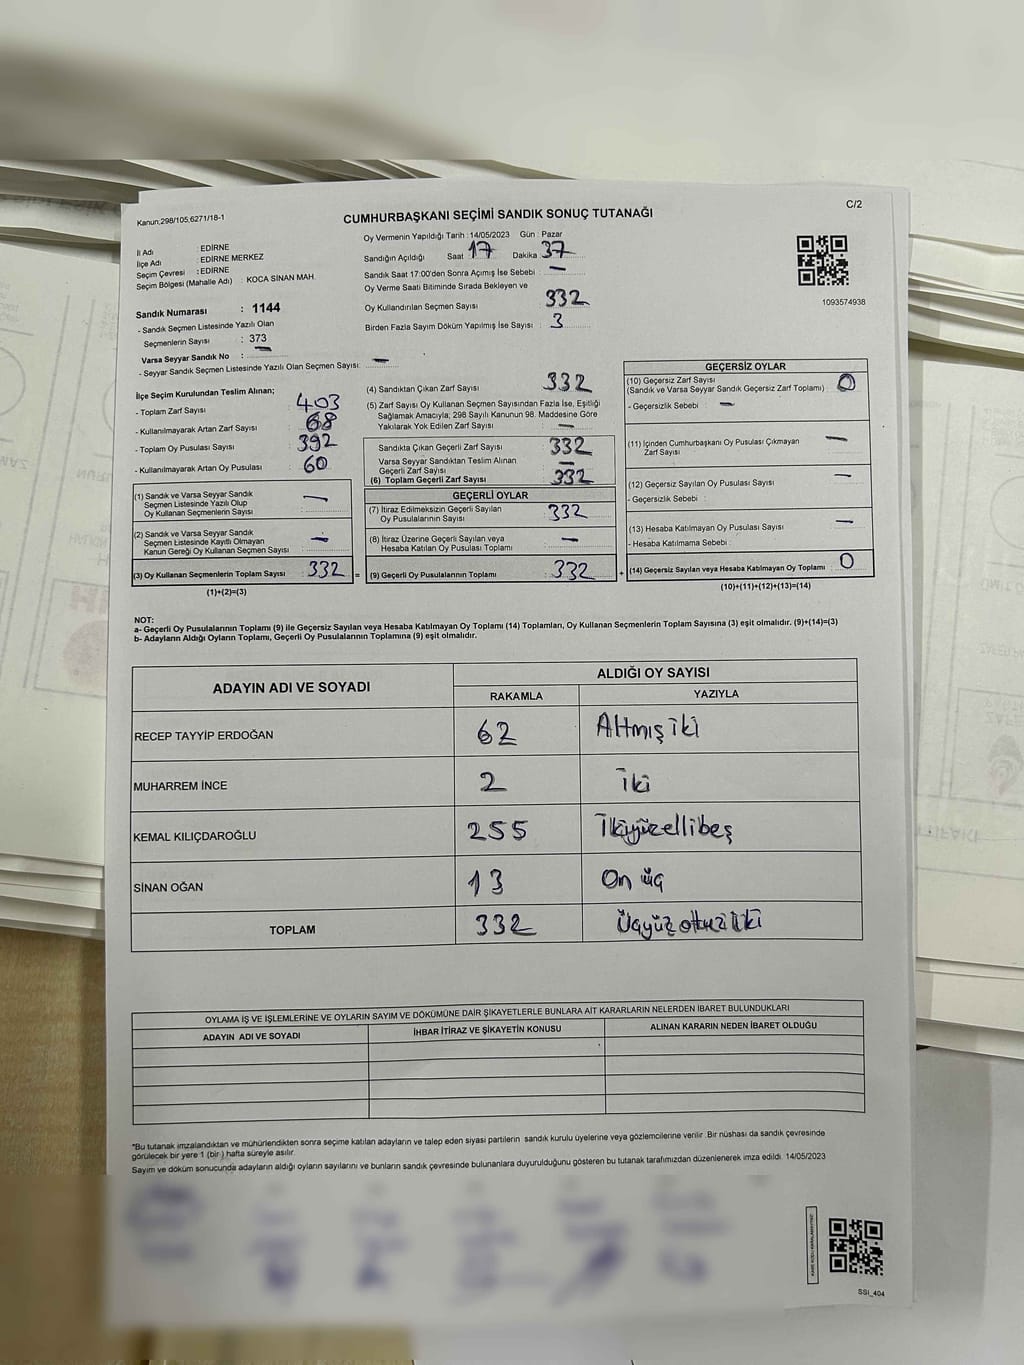 Kanun:298/105,6271/18-1
CUMHURBAŞKANI SEÇİMİ SANDIK SONUÇ TUTANAĞI
C/2
İl Adı : EDİRNE
İlçe Adı : EDİRNE MERKEZ
Seçim Çevresi : EDİRNE
Seçim Bölgesi (Mahalle Adı) : KOCA SİNAN MAH.
Sandık Numarası : 1144
- Sandık Seçmen Listesinde Yazılı Olan
Seçmenlerin Sayısı : 373
Varsa Seyyar Sandık No : —
- Seyyar Sandık Seçmen Listesinde Yazılı Olan Seçmen Sayısı: —
Oy Vermenin Yapıldığı Tarih : 14/05/2023 Gün : Pazar
Sandığın Açıldığı Saat 17 Dakika 37
Sandık Saat 17:00'den Sonra Açımış İse Sebebi : —
Oy Verme Saati Bitiminde Sırada Bekleyen ve
Oy Kullandırılan Seçmen Sayısı 332
Birden Fazla Sayım Döküm Yapılmış İse Sayısı : 3
1093574938
İlçe Seçim Kurulundan Teslim Alınan;
- Toplam Zarf Sayısı : 403
- Kullanılmayarak Artan Zarf Sayısı : 68
- Toplam Oy Pusulası Sayısı : 392
- Kullanılmayarak Artan Oy Pusulası : 60
(1) Sandık ve Varsa Seyyar Sandık
Seçmen Listesinde Yazılı Olup
Oy Kullanan Seçmenlerin Sayısı : —
(2) Sandık ve Varsa Seyyar Sandık
Seçmen Listesinde Kayıtlı Olmayan
Kanun Gereği Oy Kullanan Seçmen Sayısı : —
(3) Oy Kullanan Seçmenlerin Toplam Sayısı : 332 =
(1)+(2)=(3)
(4) Sandıktan Çıkan Zarf Sayısı : 332
(5) Zarf Sayısı Oy Kullanan Seçmen Sayısından Fazla İse, Eşitliği
Sağlamak Amacıyla; 298 Sayılı Kanunun 98. Maddesine Göre
Yakılarak Yok Edilen Zarf Sayısı : —
Sandıkta Çıkan Geçerli Zarf Sayısı : 332
Varsa Seyyar Sandıktan Teslim Alınan
Geçerli Zarf Sayısı : —
(6) Toplam Geçerli Zarf Sayısı : 332
GEÇERLİ OYLAR
(7) İtiraz Edilmeksizin Geçerli Sayılan
Oy Pusulalarının Sayısı : 332
(8) İtiraz Üzerine Geçerli Sayılan veya
Hesaba Katılan Oy Pusulası Toplamı : —
(9) Geçerli Oy Pusulalarının Toplamı : 332 +
GEÇERSİZ OYLAR
(10) Geçersiz Zarf Sayısı
(Sandık ve Varsa Seyyar Sandık Geçersiz Zarf Toplamı) : 0
- Geçersizlik Sebebi : —
(11) İçinden Cumhurbaşkanı Oy Pusulası Çıkmayan
Zarf Sayısı : —
(12) Geçersiz Sayılan Oy Pusulası Sayısı : —
- Geçersizlik Sebebi :
(13) Hesaba Katılmayan Oy Pusulası Sayısı : —
- Hesaba Katılmama Sebebi :
(14) Geçersiz Sayılan veya Hesaba Katılmayan Oy Toplamı : 0
(10)+(11)+(12)+(13)=(14)
NOT:
a- Geçerli Oy Pusulalarının Toplamı (9) ile Geçersiz Sayılan veya Hesaba Katılmayan Oy Toplamı (14) Toplamları, Oy Kullanan Seçmenlerin Toplam Sayısına (3) eşit olmalıdır. (9)+(14)=(3)
b- Adayların Aldığı Oyların Toplamı, Geçerli Oy Pusulalarının Toplamına (9) eşit olmalıdır.
ADAYIN ADI VE SOYADI ALDIĞI OY SAYISI
RAKAMLA YAZIYLA
RECEP TAYYİP ERDOĞAN 62 Altmış iki
MUHARREM İNCE 2 İki
KEMAL KILIÇDAROĞLU 255 İkiyüzellibeş
SİNAN OĞAN 13 On üç
TOPLAM 332 Üçyüz otuz iki
OYLAMA İŞ VE İŞLEMLERİNE VE OYLARIN SAYIM VE DÖKÜMÜNE DAİR ŞİKAYETLERLE BUNLARA AİT KARARLARIN NELERDEN İBARET BULUNDUKLARI
ADAYIN ADI VE SOYADI İHBAR İTİRAZ VE ŞİKAYETİN KONUSU ALINAN KARARIN NEDEN İBARET OLDUĞU
*Bu tutanak imzalandıktan ve mühürlendikten sonra seçime katılan adayların ve talep eden siyasi partilerin sandık kurulu üyelerine veya gözlemcilerine verilir .Bir nüshası da sandık çevresinde
görülecek bir yere 1 (bir ) hafta süreyle asılır.
Sayım ve döküm sonucunda adayların aldığı oyların sayılarını ve bunların sandık çevresinde bulunanlara duyurulduğunu gösteren bu tutanak tarafımızdan düzenlenerek imza edildi. 14/05/2023
SSI_404